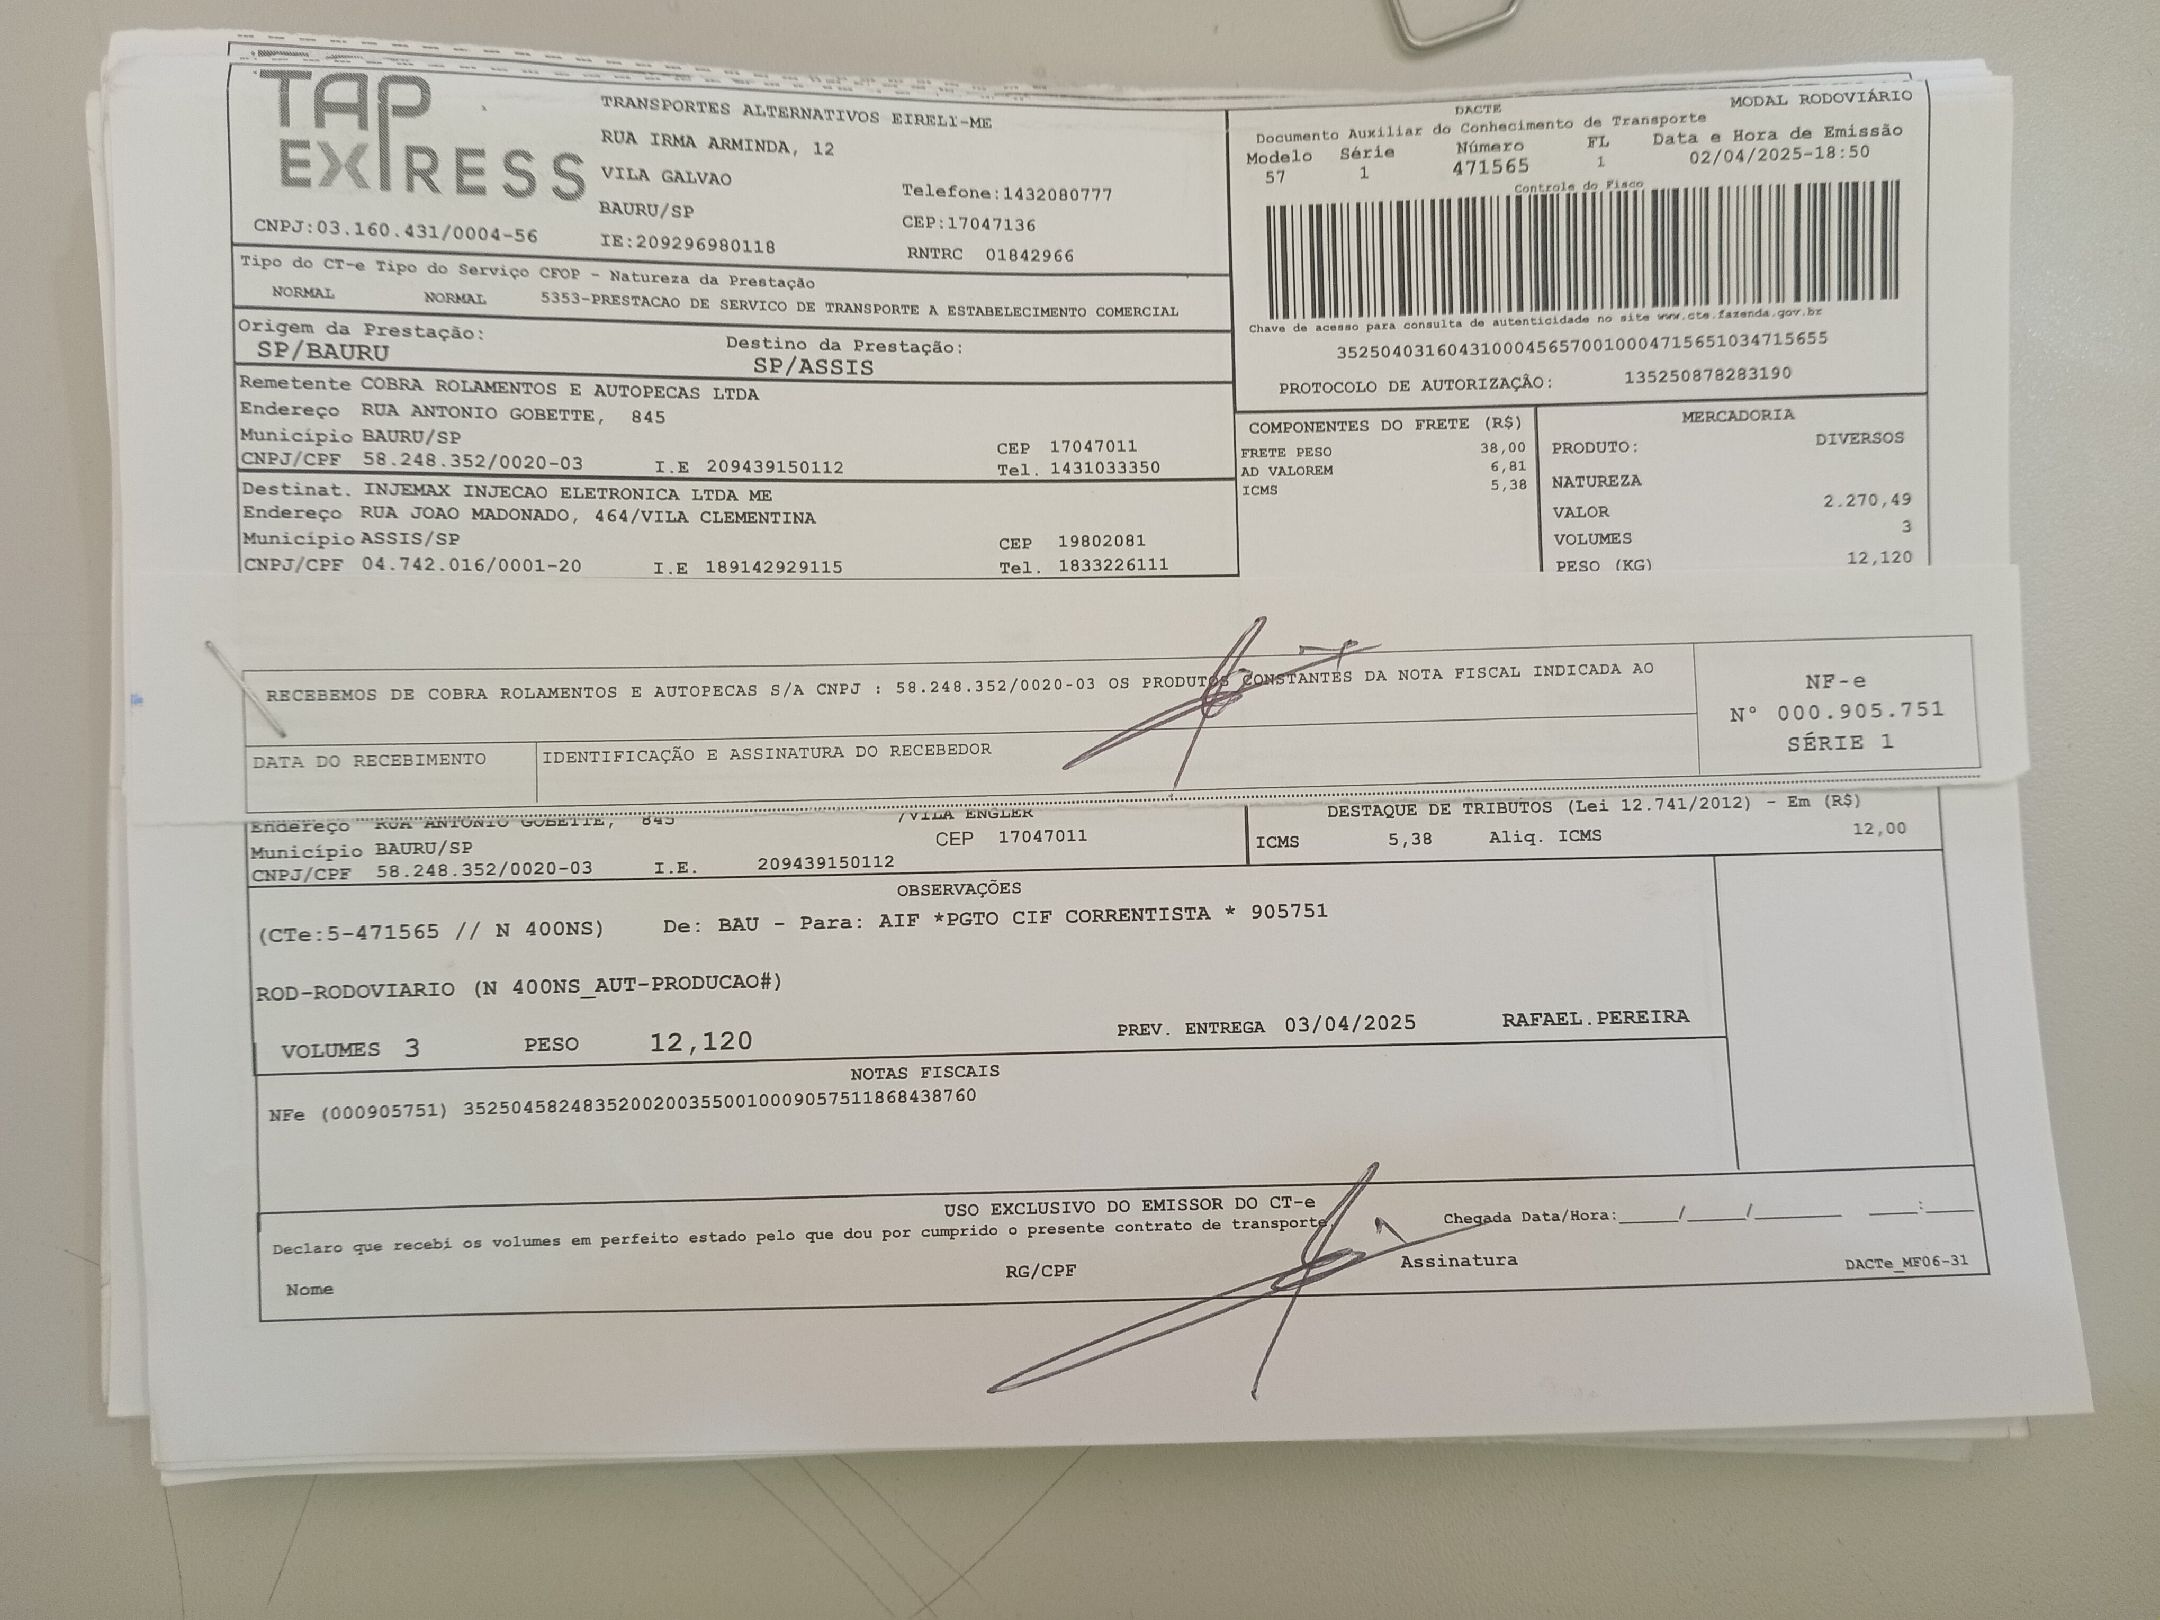 TAP EXPRESS
TRANSPORTES ALTERNATIVOS EIRELI-ME
RUA IRMA ARMINDA, 12
VILA GALVAO
BAURU/SP
Telefone:1432080777
CEP:17047136
CNPJ:03.160.431/0004-56
IE:209296980118
RNTRC 01842966
DACTE
MODAL RODOVIÁRIO
Documento Auxiliar do Conhecimento de Transporte
Modelo Série Número FL Data e Hora de Emissão
57 1 471565 1 02/04/2025-18:50
Controle do Fisco
Chave de acesso para consulta de autenticidade no site www.cte.fazenda.gov.br
35250403160431000456570010004715651034715655
PROTOCOLO DE AUTORIZAÇÃO: 135250878283190
Tipo do CT-e Tipo do Serviço CFOP - Natureza da Prestação
NORMAL NORMAL 5353-PRESTACAO DE SERVICO DE TRANSPORTE A ESTABELECIMENTO COMERCIAL
Origem da Prestação:
SP/BAURU
Destino da Prestação:
SP/ASSIS
Remetente COBRA ROLAMENTOS E AUTOPECAS LTDA
Endereço RUA ANTONIO GOBETTE, 845
Município BAURU/SP CEP 17047011
CNPJ/CPF 58.248.352/0020-03 I.E 209439150112 Tel. 1431033350
Destinat. INJEMAX INJECAO ELETRONICA LTDA ME
Endereço RUA JOAO MADONADO, 464/VILA CLEMENTINA
Município ASSIS/SP CEP 19802081
CNPJ/CPF 04.742.016/0001-20 I.E 189142929115 Tel. 1833226111
COMPONENTES DO FRETE (R$)
FRETE PESO 38,00
AD VALOREM 6,81
ICMS 5,38
MERCADORIA
PRODUTO: DIVERSOS
NATUREZA
VALOR 2.270,49
VOLUMES 3
PESO (KG) 12,120
RECEBEMOS DE COBRA ROLAMENTOS E AUTOPECAS S/A CNPJ : 58.248.352/0020-03 OS PRODUTOS CONSTANTES DA NOTA FISCAL INDICADA AO
DATA DO RECEBIMENTO
IDENTIFICAÇÃO E ASSINATURA DO RECEBEDOR
NF-e
N° 000.905.751
SÉRIE 1
Endereço RUA ANTONIO GOBETTE, 845 /VILA ENGLER
Município BAURU/SP CEP 17047011
CNPJ/CPF 58.248.352/0020-03 I.E. 209439150112
DESTAQUE DE TRIBUTOS (Lei 12.741/2012) - Em (R$)
ICMS 5,38 Aliq. ICMS 12,00
OBSERVAÇÕES
(CTe:5-471565 // N 400NS) De: BAU - Para: AIF *PGTO CIF CORRENTISTA * 905751
ROD-RODOVIARIO (N 400NS_AUT-PRODUCAO#)
VOLUMES 3 PESO 12,120 PREV. ENTREGA 03/04/2025 RAFAEL.PEREIRA
NOTAS FISCAIS
NFe (000905751) 35250458248352002003550010009057511868438760
USO EXCLUSIVO DO EMISSOR DO CT-e
Declaro que recebi os volumes em perfeito estado pelo que dou por cumprido o presente contrato de transporte.
Chegada Data/Hora:_____/_____/_______ ____:____
Nome RG/CPF Assinatura
DACTe_MF06-31